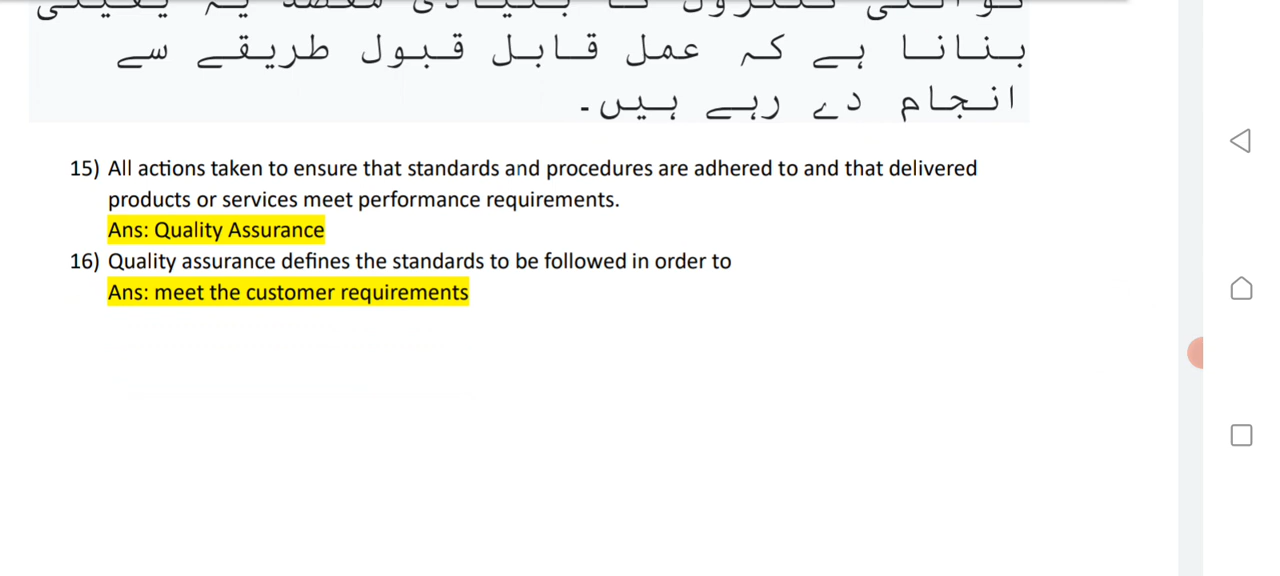 بنانا ہے کہ عمل قابل قبول طریقے سے
انجام دے رہے ہیں۔
15) All actions taken to ensure that standards and procedures are adhered to and that delivered
products or services meet performance requirements.
Ans: Quality Assurance
16) Quality assurance defines the standards to be followed in order to
Ans: meet the customer requirements